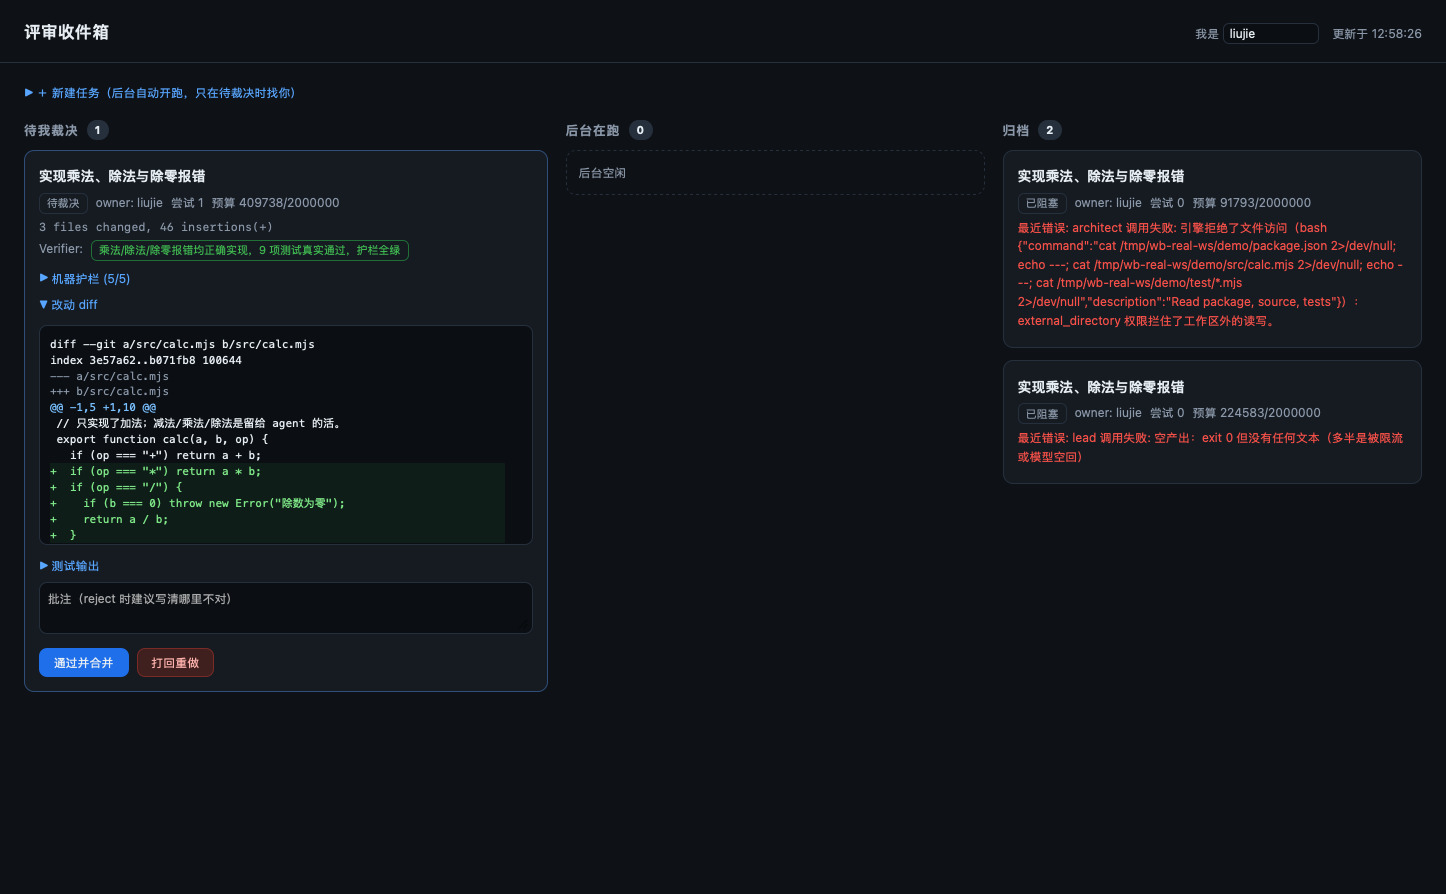 评审收件箱
我是 liujie 更新于 12:58:26
▶ + 新建任务（后台自动开跑，只在待裁决时找你）
待我裁决 1
实现乘法、除法与除零报错
待裁决 owner: liujie 尝试 1 预算 409738/2000000
3 files changed, 46 insertions(+)
Verifier: 乘法/除法/除零报错均正确实现，9 项测试真实通过，护栏全绿
▶ 机器护栏 (5/5)
▼ 改动 diff
diff --git a/src/calc.mjs b/src/calc.mjs
index 3e57a62..b071fb8 100644
--- a/src/calc.mjs
+++ b/src/calc.mjs
@@ -1,5 +1,10 @@
 // 只实现了加法；减法/乘法/除法是留给 agent 的活。
 export function calc(a, b, op) {
   if (op === "+") return a + b;
+  if (op === "*") return a * b;
+  if (op === "/") {
+    if (b === 0) throw new Error("除数为零");
+    return a / b;
+  }
▶ 测试输出
批注（reject 时建议写清哪里不对）
通过并合并 打回重做
后台在跑 0
后台空闲
归档 2
实现乘法、除法与除零报错
已阻塞 owner: liujie 尝试 0 预算 91793/2000000
最近错误: architect 调用失败: 引擎拒绝了文件访问（bash
{"command":"cat /tmp/wb-real-ws/demo/package.json 2>/dev/null;
echo ---; cat /tmp/wb-real-ws/demo/src/calc.mjs 2>/dev/null; echo -
--; cat /tmp/wb-real-ws/demo/test/*.mjs
2>/dev/null","description":"Read package, source, tests"}）：
external_directory 权限拦住了工作区外的读写。
实现乘法、除法与除零报错
已阻塞 owner: liujie 尝试 0 预算 224583/2000000
最近错误: lead 调用失败: 空产出：exit 0 但没有任何文本（多半是被限流
或模型空回）